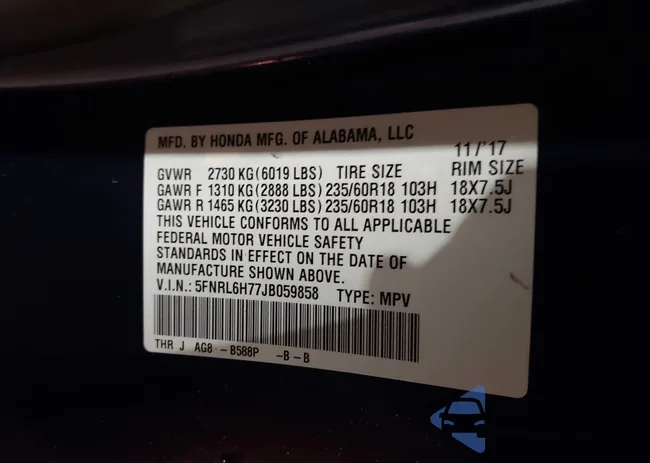 MFD. BY HONDA MFG. OF ALABAMA, LLC
11/'17
GVWR 2730 KG(6019 LBS) TIRE SIZE RIM SIZE
GAWR F 1310 KG(2888 LBS) 235/60R18 103H 18X7.5J
GAWR R 1465 KG(3230 LBS) 235/60R18 103H 18X7.5J
THIS VEHICLE CONFORMS TO ALL APPLICABLE
FEDERAL MOTOR VEHICLE SAFETY
STANDARDS IN EFFECT ON THE DATE OF
MANUFACTURE SHOWN ABOVE.
V.I.N.: 5FNRL6H77JB059858 TYPE: MPV
THR J AG8 --B588P -B-B